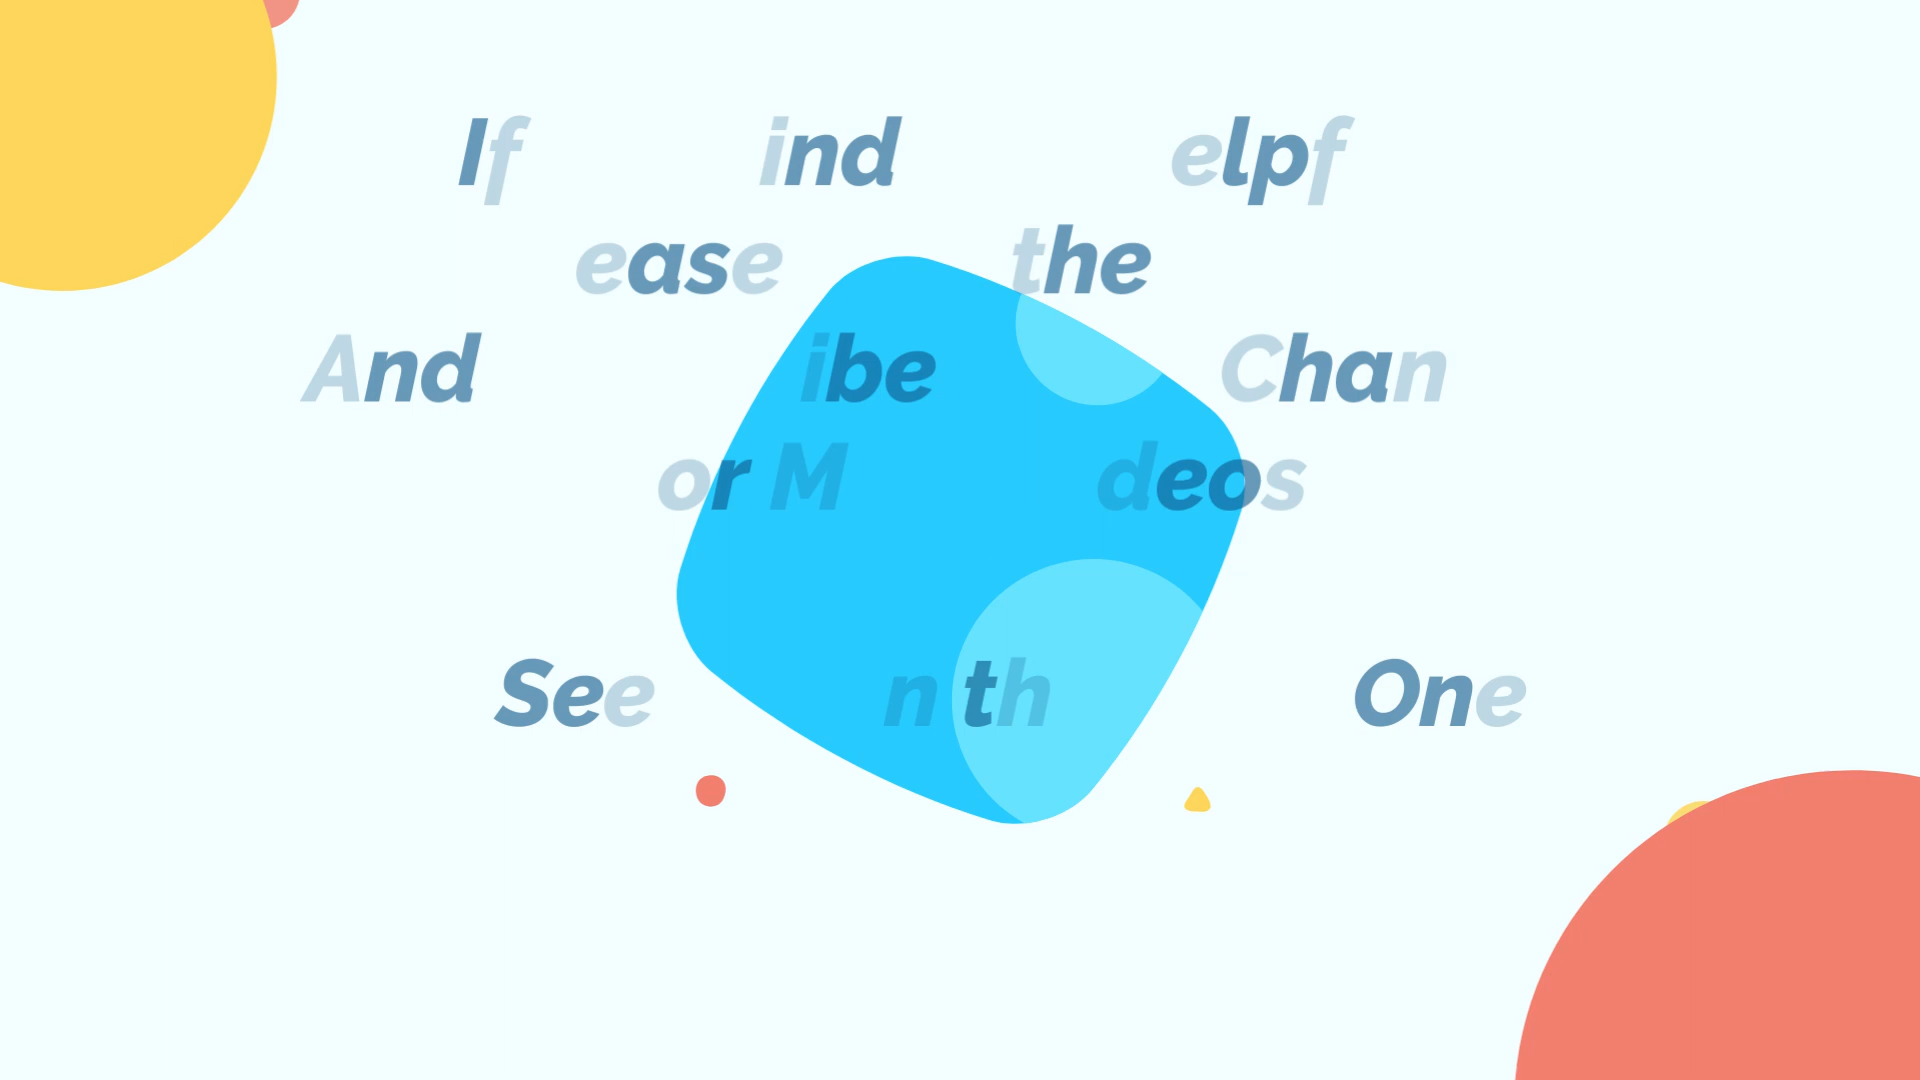 If ind elpf
ease the
And ibe Chan
or M deos
See n th One